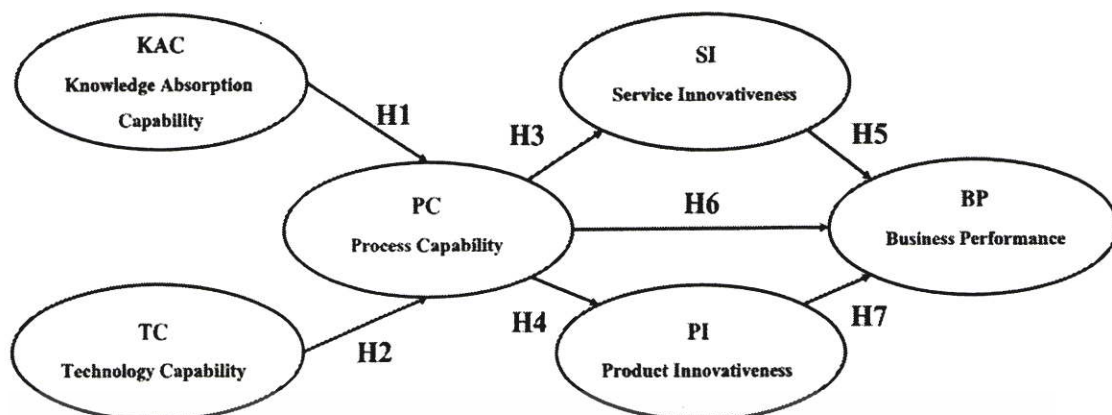 KAC
Knowledge Absorption
Capability
SI
Service Innovativeness
H1
H3
H5
PC
Process Capability
H6
BP
Business Performance
TC
Technology Capability
H2
H4
PI
Product Innovativeness
H7